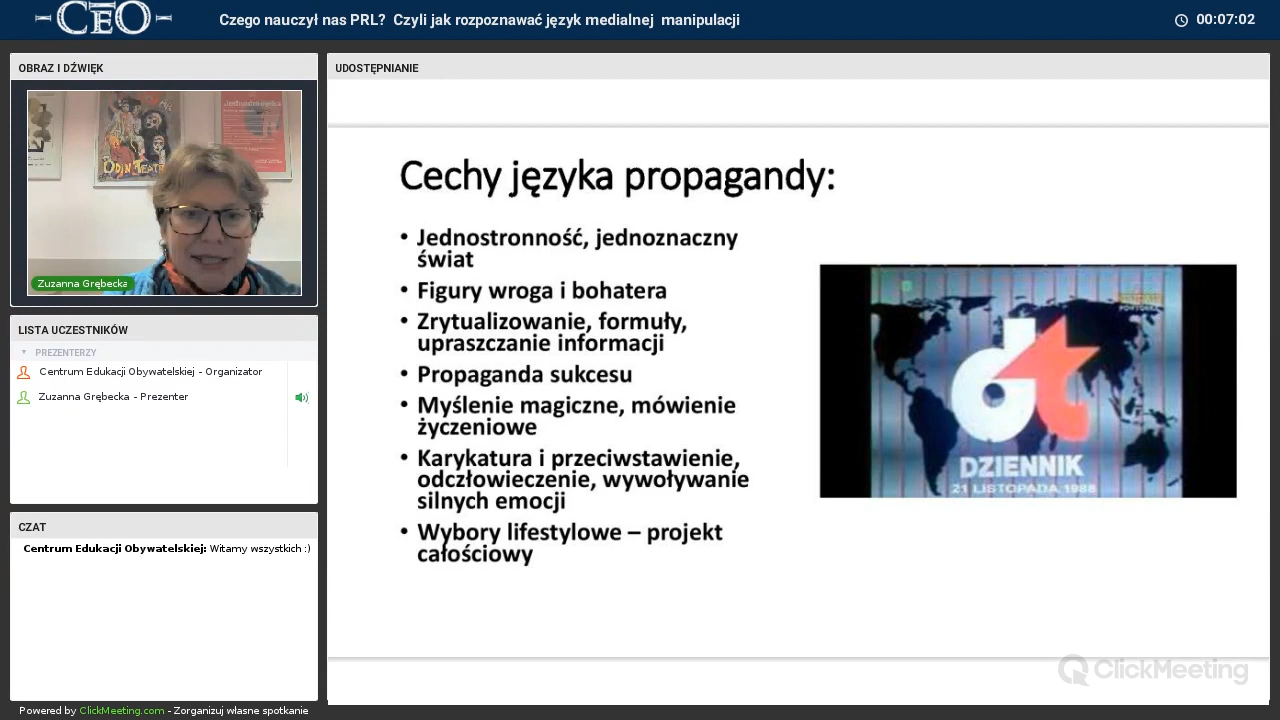 CEO
Czego nauczył nas PRL?  Czyli jak rozpoznawać język medialnej  manipulacji
00:07:02
OBRAZ I DŹWIĘK
ODIN TEATRET
Zuzanna Grębecka
LISTA UCZESTNIKÓW
PREZENTERZY
Centrum Edukacji Obywatelskiej - Organizator
Zuzanna Grębecka - Prezenter
CZAT
Centrum Edukacji Obywatelskiej: Witamy wszystkich :)
Powered by ClickMeeting.com - Zorganizuj własne spotkanie
UDOSTĘPNIANIE
Cechy języka propagandy:
• Jednostronność, jednoznaczny
świat
• Figury wroga i bohatera
• Zrytualizowanie, formuły,
upraszczanie informacji
• Propaganda sukcesu
• Myślenie magiczne, mówienie
życzeniowe
• Karykatura i przeciwstawienie,
odczłowieczenie, wywoływanie
silnych emocji
• Wybory lifestylowe – projekt
całościowy
dt
DZIENNIK
21 LISTOPADA 1988
ClickMeeting